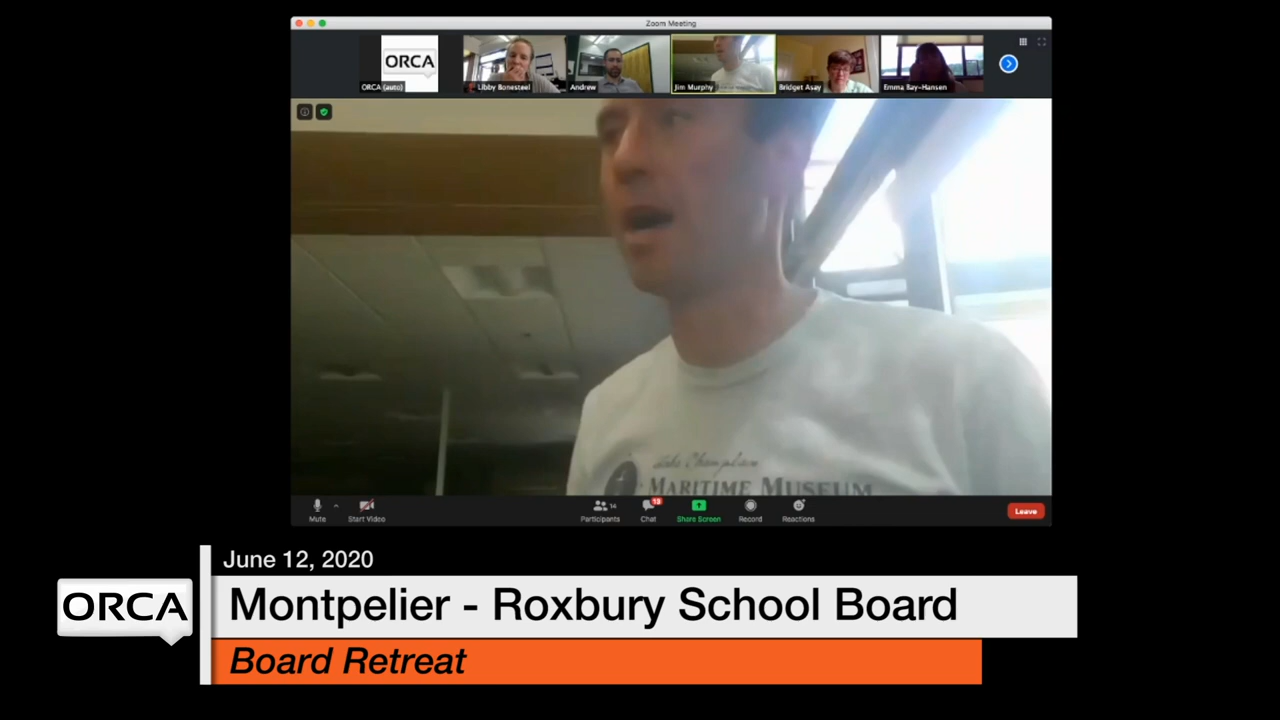 Zoom Meeting
ORCA
ORCA (auto)
Libby Bonesteel
Andrew
Jim Murphy
Bridget Asay
Emma Bay-Hansen
Lake Champlain
MARITIME MUSEUM
Mute
Start Video
Participants 14
Chat
Share Screen
Record
Reactions
Leave
June 12, 2020
ORCA
Montpelier - Roxbury School Board
Board Retreat